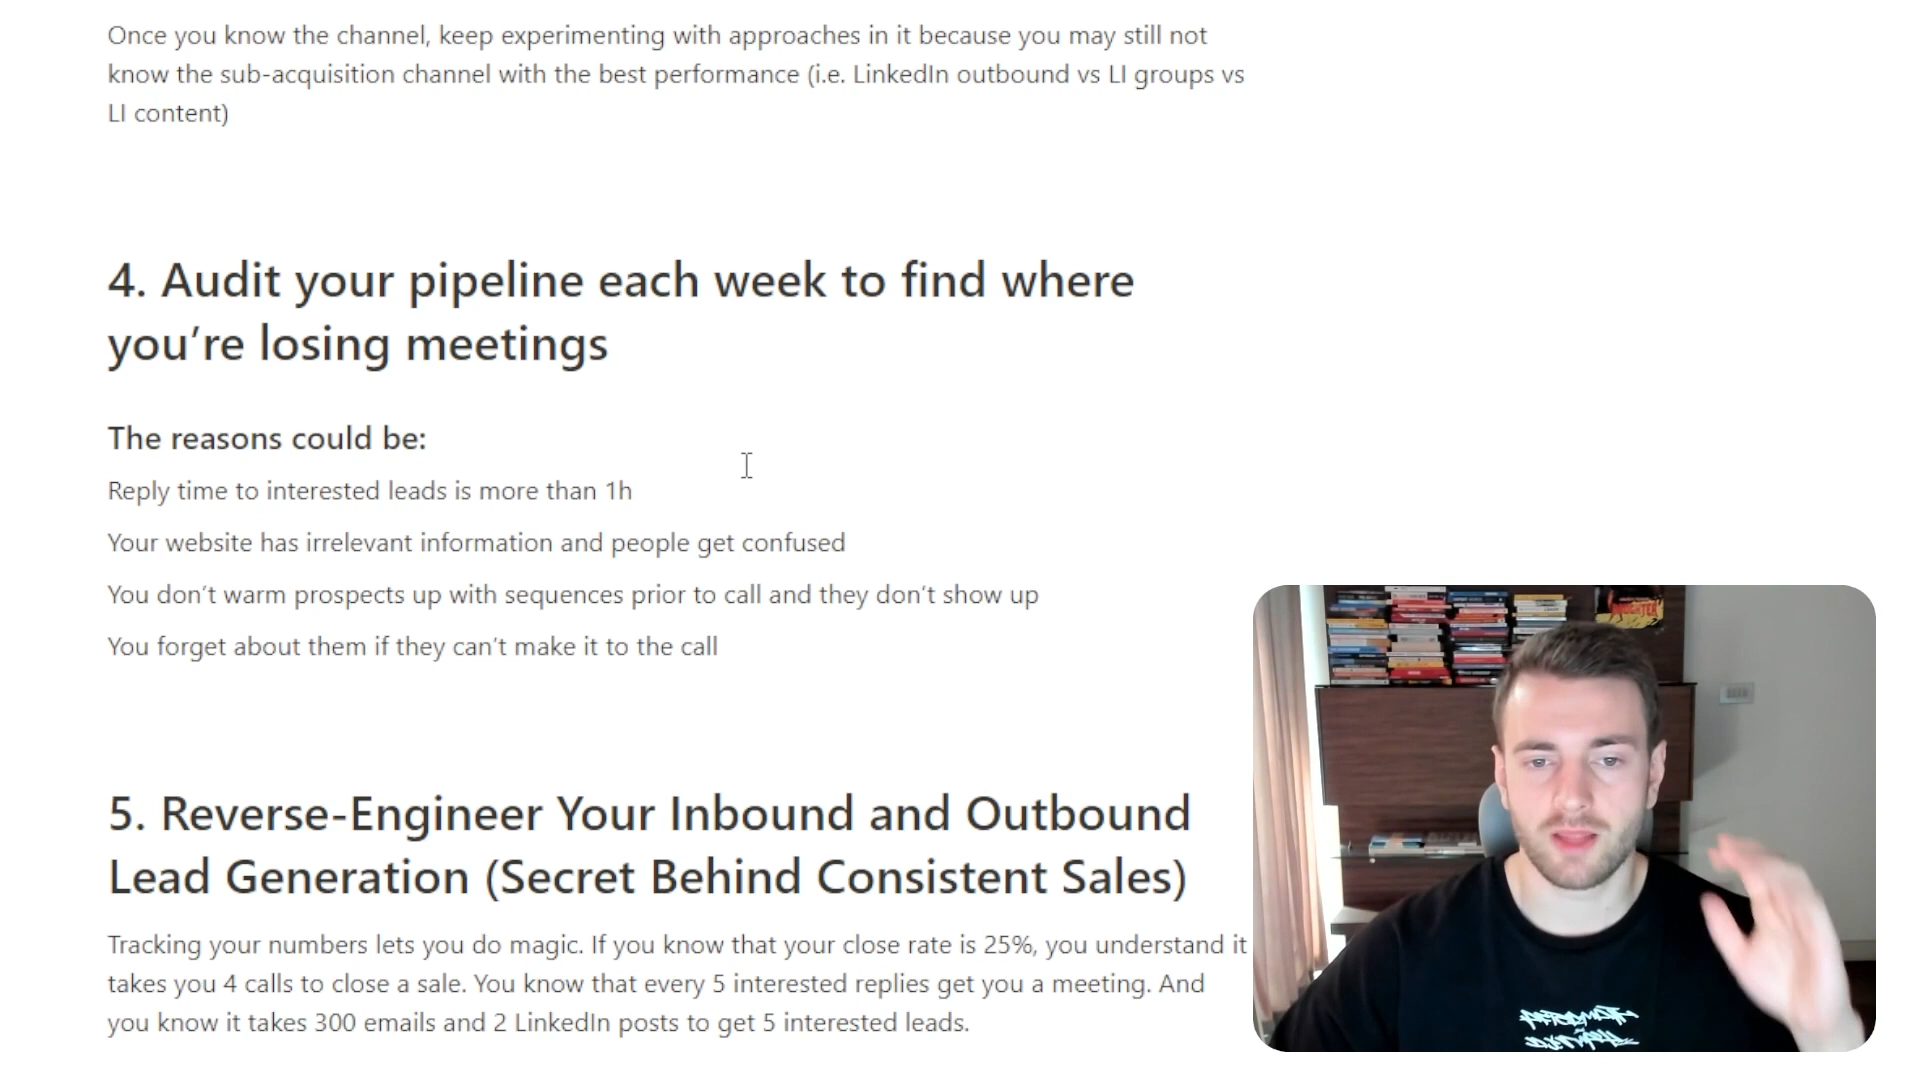 Once you know the channel, keep experimenting with approaches in it because you may still not
know the sub-acquisition channel with the best performance (i.e. LinkedIn outbound vs LI groups vs
LI content)
4. Audit your pipeline each week to find where
you’re losing meetings
The reasons could be:
Reply time to interested leads is more than 1h
Your website has irrelevant information and people get confused
You don’t warm prospects up with sequences prior to call and they don’t show up
You forget about them if they can’t make it to the call
5. Reverse-Engineer Your Inbound and Outbound
Lead Generation (Secret Behind Consistent Sales)
Tracking your numbers lets you do magic. If you know that your close rate is 25%, you understand it
takes you 4 calls to close a sale. You know that every 5 interested replies get you a meeting. And
you know it takes 300 emails and 2 LinkedIn posts to get 5 interested leads.